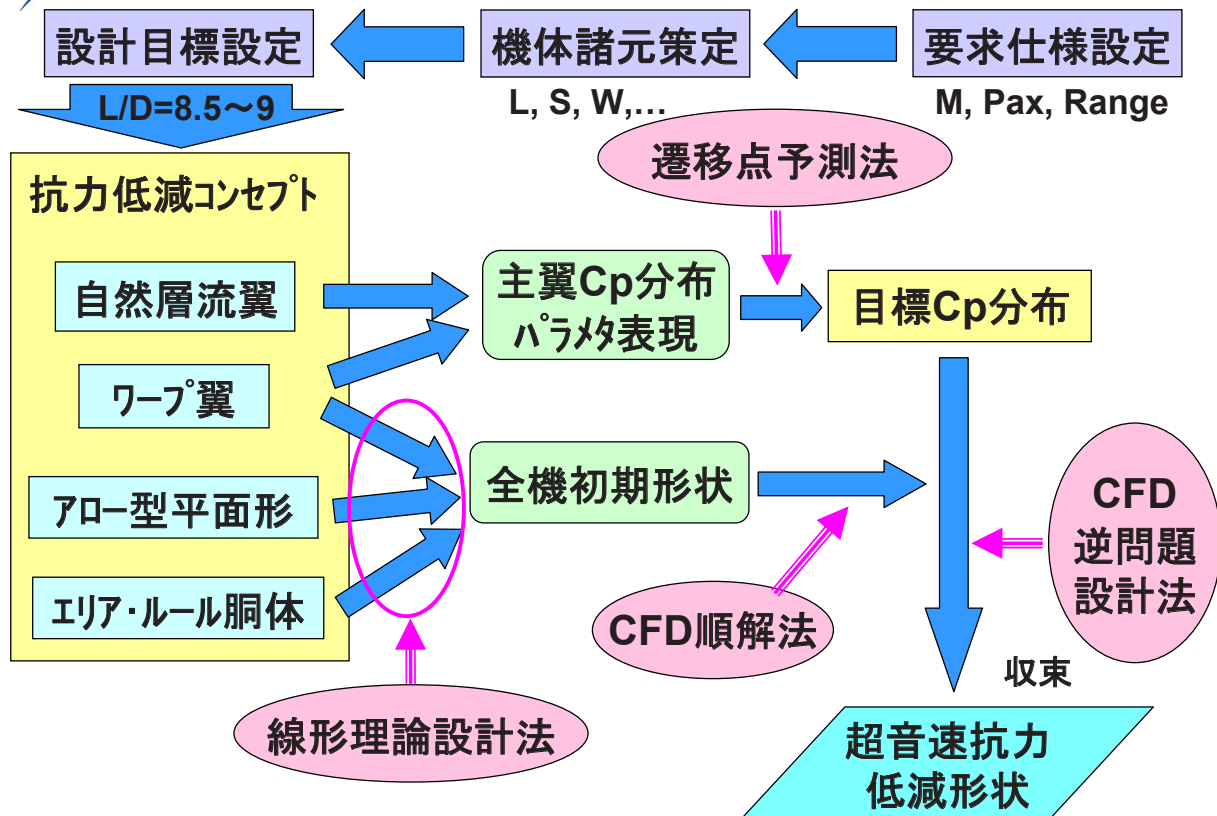 設計目標設定
機体諸元策定
要求仕様設定
L/D=8.5～9
L, S, W,…
M, Pax, Range
遷移点予測法
抗力低減ｺﾝｾﾌﾟﾄ
自然層流翼
主翼Cp分布
ﾊﾟﾗﾒﾀ表現
目標Cp分布
ﾜｰﾌﾟ翼
全機初期形状
CFD
逆問題
設計法
ｱﾛｰ型平面形
ｴﾘｱ・ﾙｰﾙ胴体
CFD順解法
収束
線形理論設計法
超音速抗力
低減形状